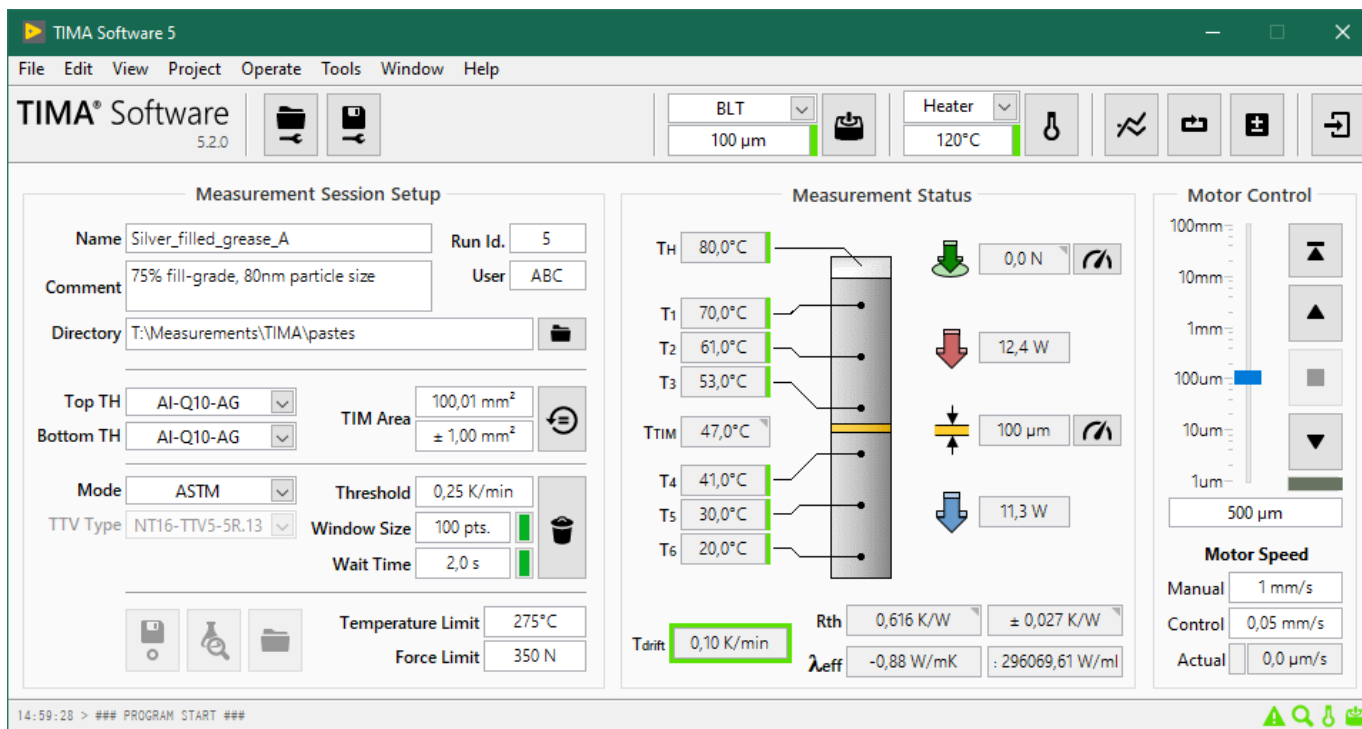 TIMA Software 5
File Edit View Project Operate Tools Window Help
TIMA® Software
5.2.0
BLT
100 µm
Heater
120°C
Measurement Session Setup
Name Silver_filled_grease_A Run Id. 5
Comment 75% fill-grade, 80nm particle size User ABC
Directory T:\Measurements\TIMA\pastes
Top TH Al-Q10-AG
Bottom TH Al-Q10-AG
TIM Area 100,01 mm²
± 1,00 mm²
Mode ASTM
TTV Type NT16-TTV5-5R.13
Threshold 0,25 K/min
Window Size 100 pts.
Wait Time 2,0 s
Temperature Limit 275°C
Force Limit 350 N
Measurement Status
TH 80,0°C
T1 70,0°C
T2 61,0°C
T3 53,0°C
TTIM 47,0°C
T4 41,0°C
T5 30,0°C
T6 20,0°C
0,0 N
12,4 W
100 µm
11,3 W
Tdrift 0,10 K/min
Rth 0,616 K/W ± 0,027 K/W
λeff -0,88 W/mK : 296069,61 W/ml
Motor Control
100mm
10mm
1mm
100um
10um
1um
500 µm
Motor Speed
Manual 1 mm/s
Control 0,05 mm/s
Actual 0,0 µm/s
14:59:28 > ### PROGRAM START ###